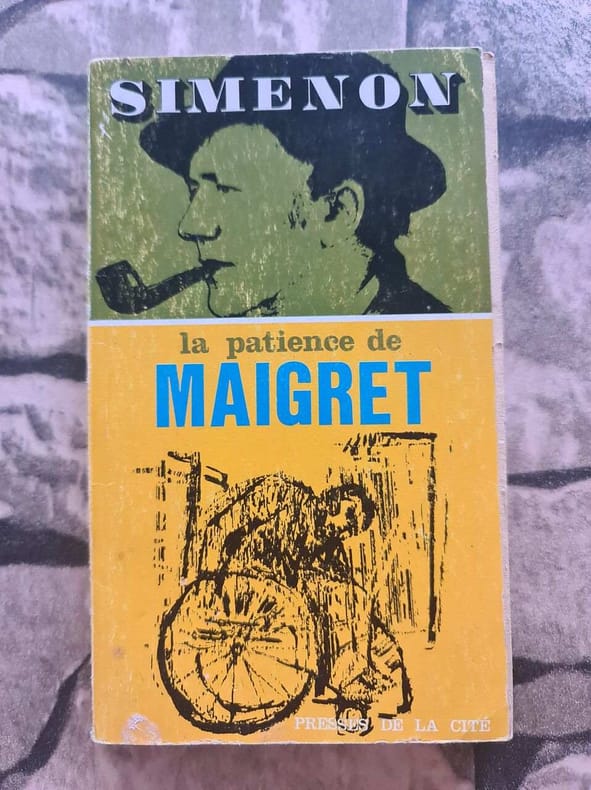 SIMENON
la patience de
MAIGRET
PRESSES DE LA CITÉ